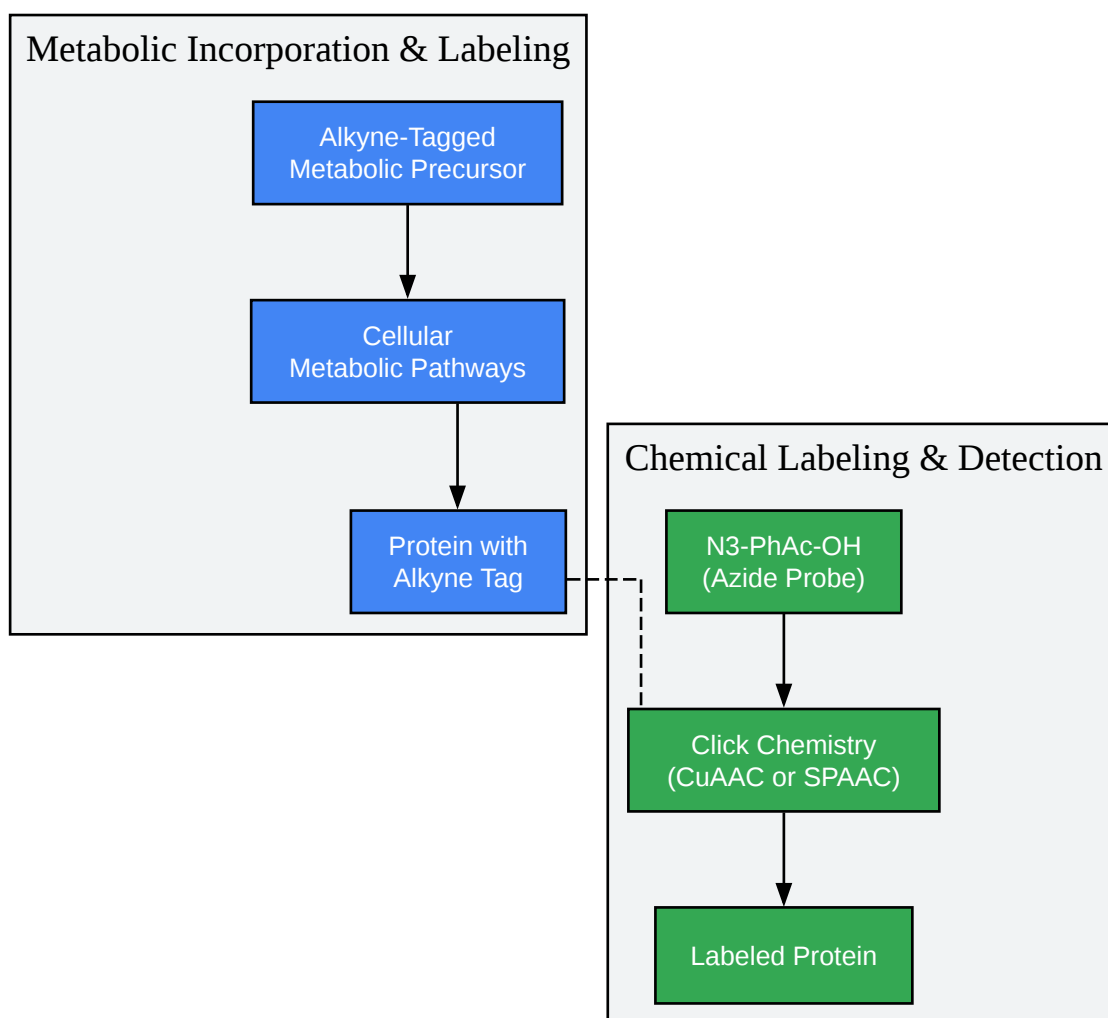 Metabolic Incorporation & Labeling
Alkyne-Tagged
Metabolic Precursor
Cellular
Metabolic Pathways
Protein with
Alkyne Tag
Chemical Labeling & Detection
N3-PhAc-OH
(Azide Probe)
Click Chemistry
(CuAAC or SPAAC)
Labeled Protein